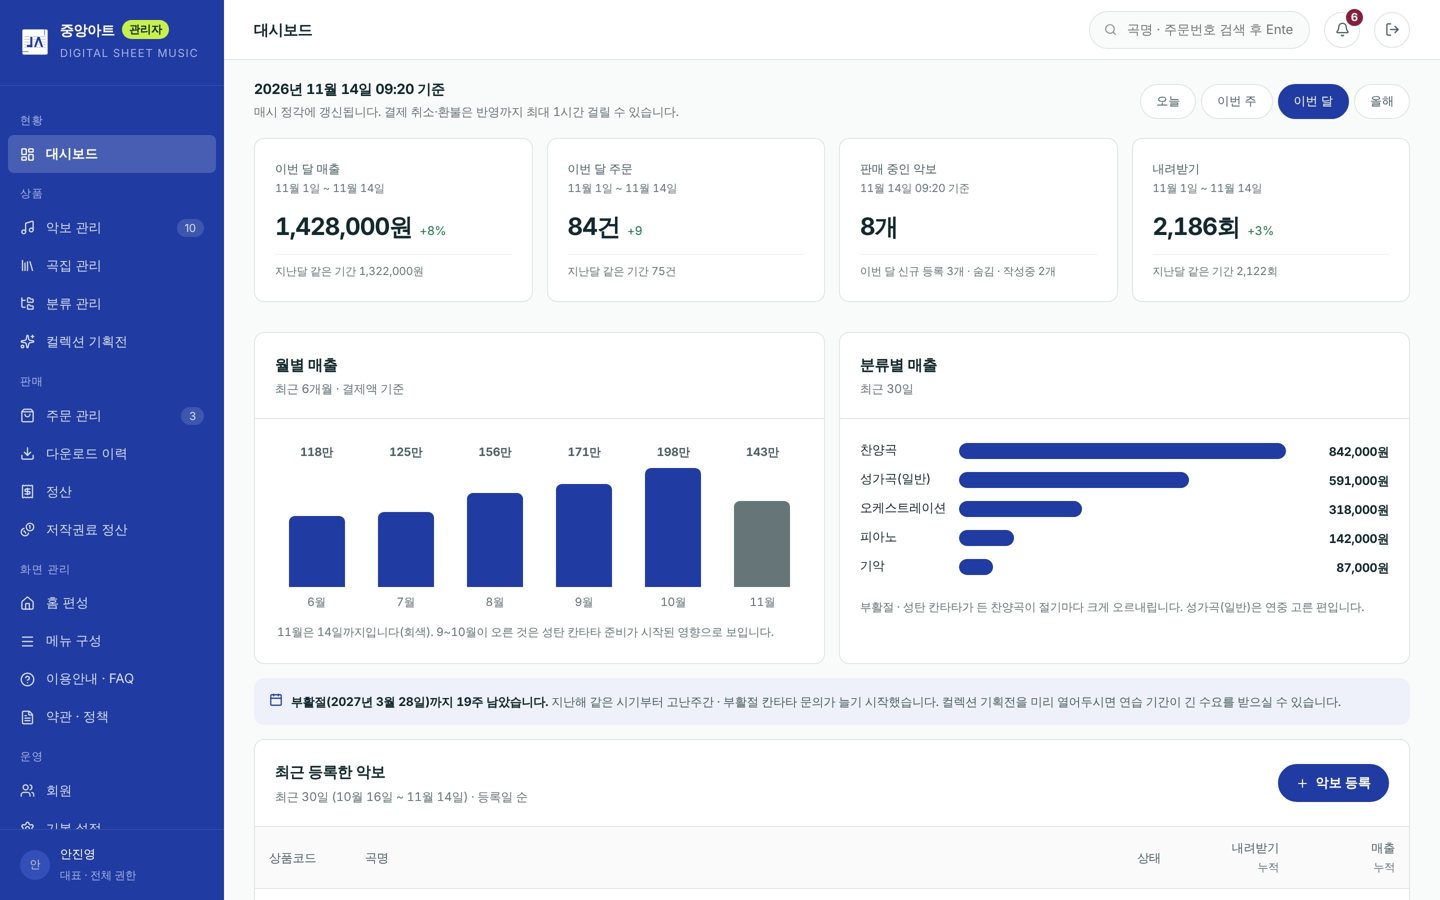 중앙아트 관리자
DIGITAL SHEET MUSIC
현황
대시보드
상품
악보 관리 10
곡집 관리
분류 관리
컬렉션 기획전
판매
주문 관리 3
다운로드 이력
정산
저작권료 정산
화면 관리
홈 편성
메뉴 구성
이용안내 · FAQ
약관 · 정책
운영
회원
기본 설정
안 안진영
대표 · 전체 권한
대시보드
곡명 · 주문번호 검색 후 Ente
6
2026년 11월 14일 09:20 기준
매시 정각에 갱신됩니다. 결제 취소·환불은 반영까지 최대 1시간 걸릴 수 있습니다.
오늘 이번 주 이번 달 올해
이번 달 매출
11월 1일 ~ 11월 14일
1,428,000원 +8%
지난달 같은 기간 1,322,000원
이번 달 주문
11월 1일 ~ 11월 14일
84건 +9
지난달 같은 기간 75건
판매 중인 악보
11월 14일 09:20 기준
8개
이번 달 신규 등록 3개 · 숨김 · 작성중 2개
내려받기
11월 1일 ~ 11월 14일
2,186회 +3%
지난달 같은 기간 2,122회
월별 매출
최근 6개월 · 결제액 기준
118만 125만 156만 171만 198만 143만
6월 7월 8월 9월 10월 11월
11월은 14일까지입니다(회색). 9~10월이 오른 것은 성탄 칸타타 준비가 시작된 영향으로 보입니다.
분류별 매출
최근 30일
찬양곡 842,000원
성가곡(일반) 591,000원
오케스트레이션 318,000원
피아노 142,000원
기악 87,000원
부활절 · 성탄 칸타타가 든 찬양곡이 절기마다 크게 오르내립니다. 성가곡(일반)은 연중 고른 편입니다.
부활절(2027년 3월 28일)까지 19주 남았습니다. 지난해 같은 시기부터 고난주간 · 부활절 칸타타 문의가 늘기 시작했습니다. 컬렉션 기획전을 미리 열어두시면 연습 기간이 긴 수요를 받으실 수 있습니다.
최근 등록한 악보
최근 30일 (10월 16일 ~ 11월 14일) · 등록일 순
+ 악보 등록
상품코드 곡명 상태 내려받기 매출
누적 누적